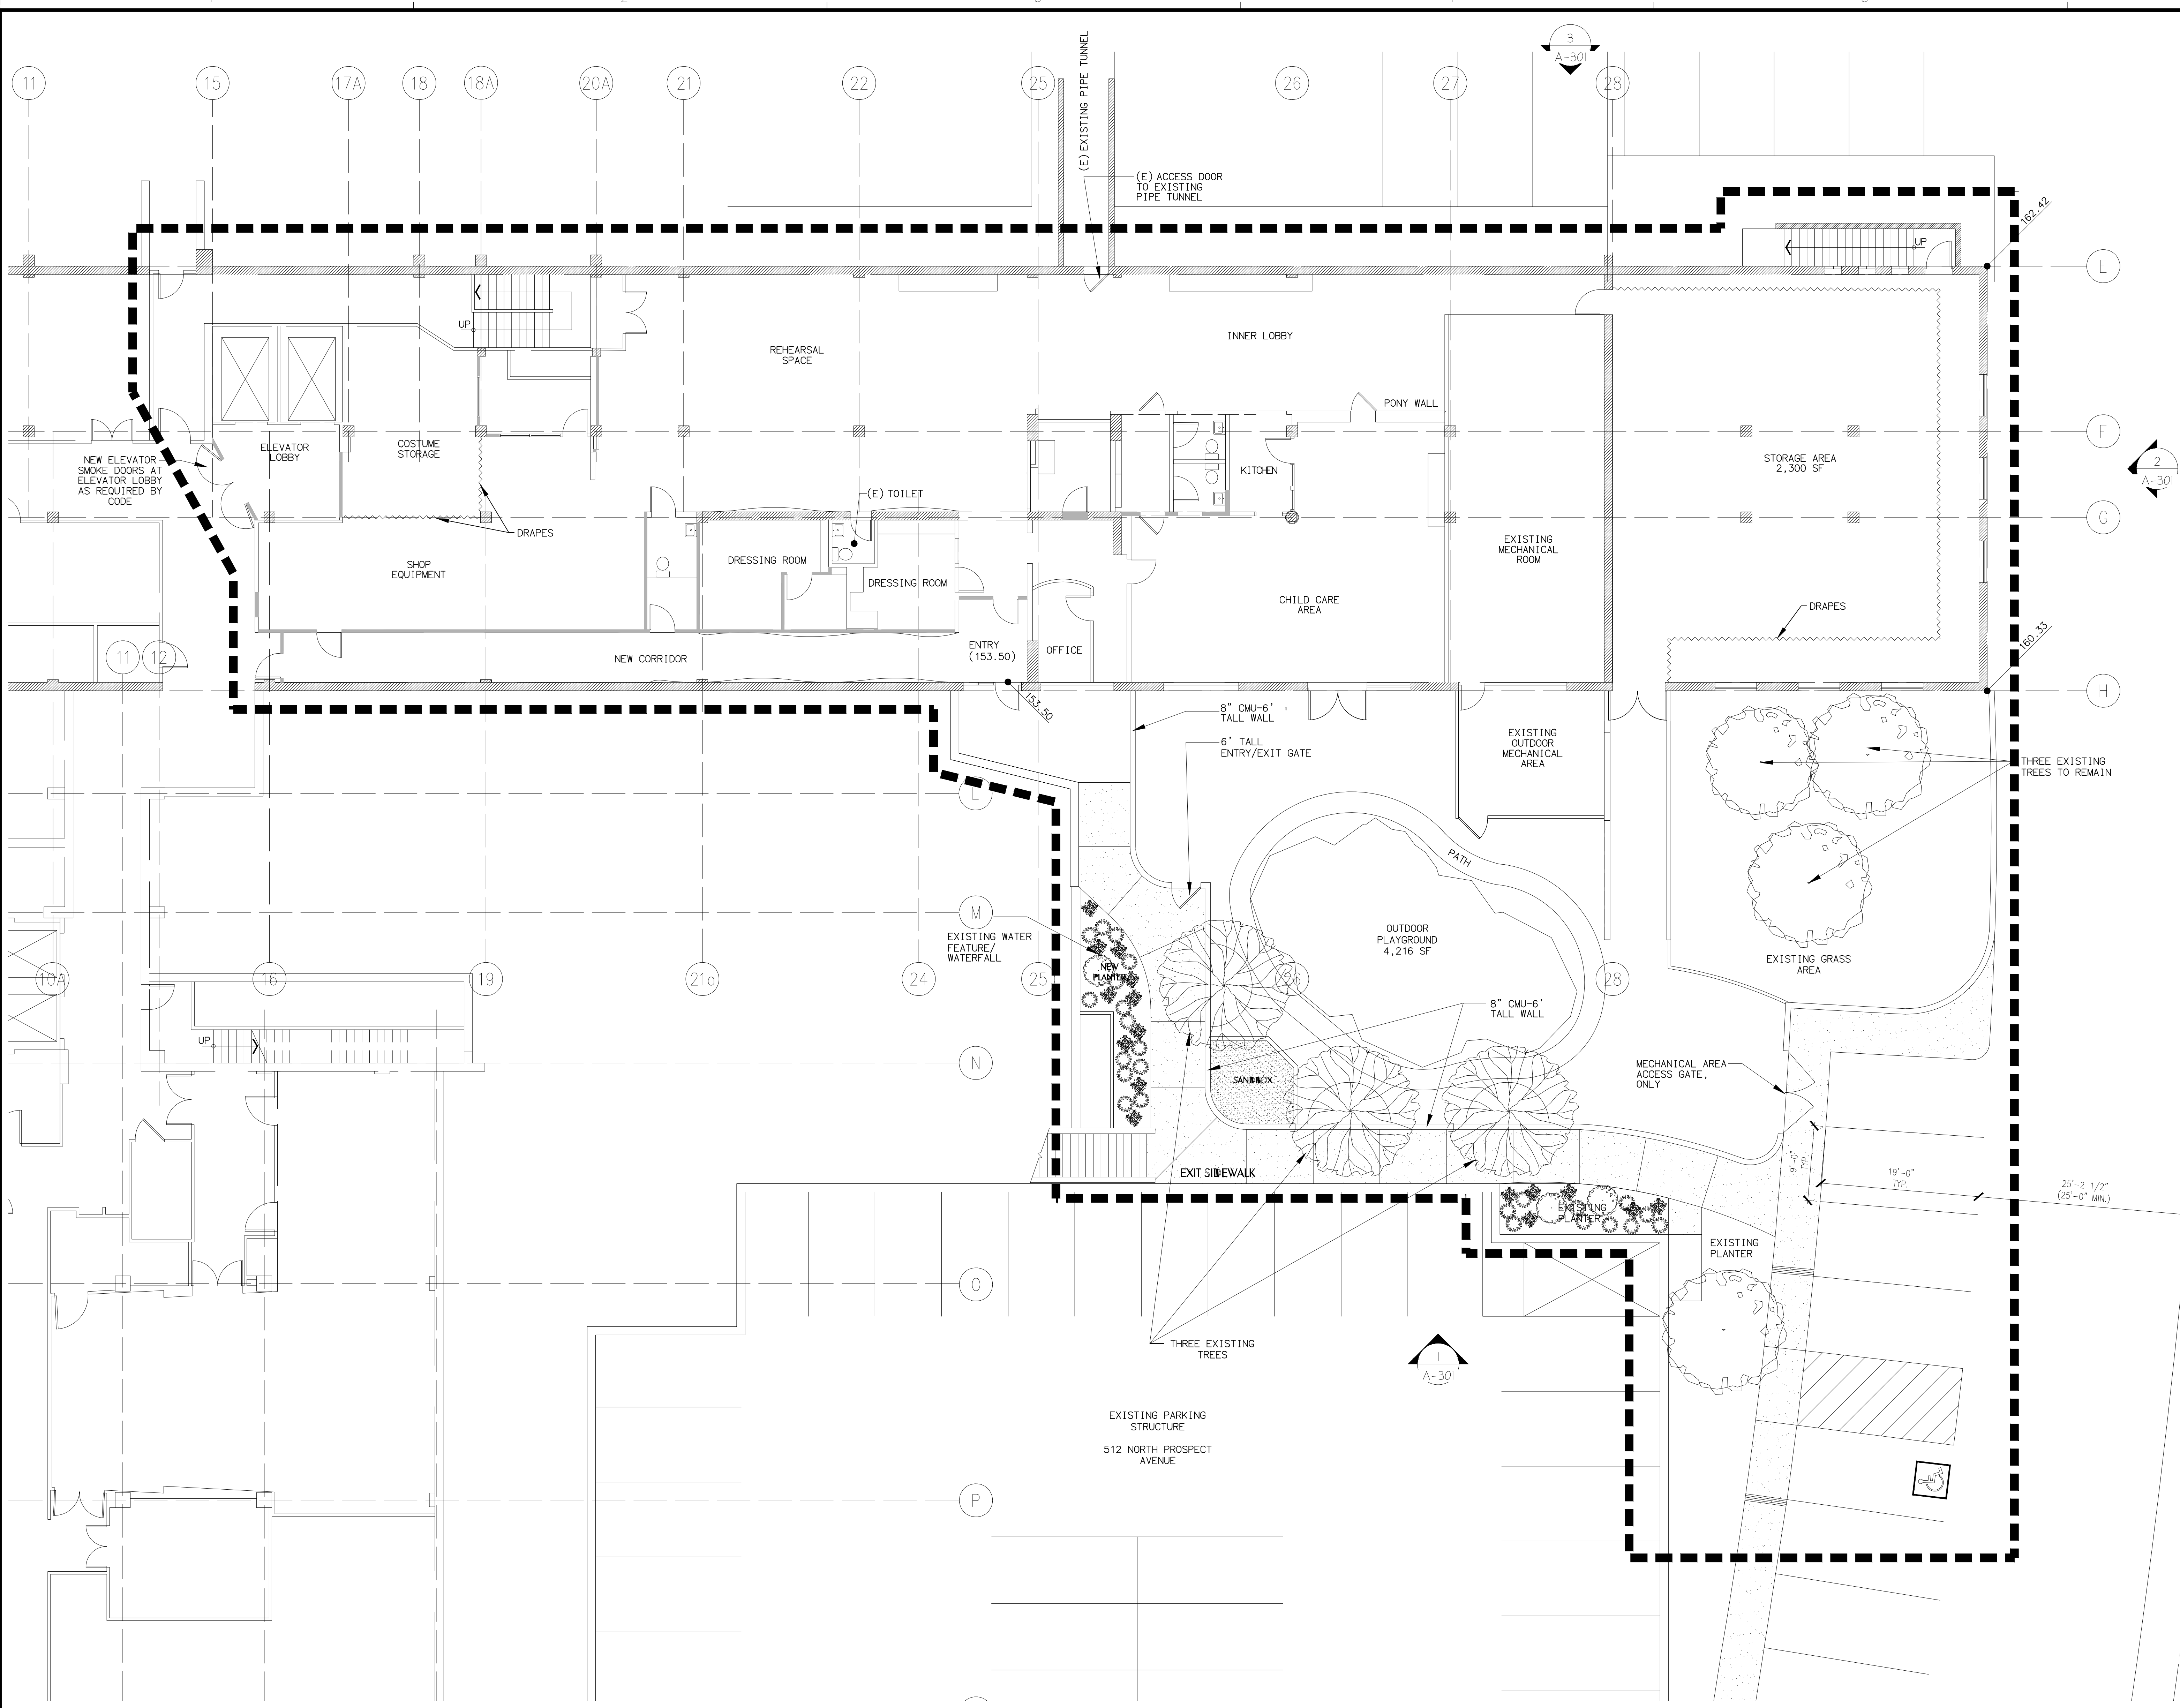 3
A-301
11
15
17A
18
18A
20A
21
22
25
26
27
28
(E) EXISTING PIPE TUNNEL
(E) ACCESS DOOR
TO EXISTING
PIPE TUNNEL
162.42
UP
E
UP
REHEARSAL
SPACE
INNER LOBBY
PONY WALL
F
ELEVATOR
LOBBY
COSTUME
STORAGE
NEW ELEVATOR
SMOKE DOORS AT
ELEVATOR LOBBY
AS REQUIRED BY
CODE
KITCHEN
STORAGE AREA
2,300 SF
2
A-301
(E) TOILET
G
DRAPES
SHOP
EQUIPMENT
DRESSING ROOM
DRESSING ROOM
EXISTING
MECHANICAL
ROOM
CHILD CARE
AREA
DRAPES
160.33
11
12
NEW CORRIDOR
ENTRY
(153.50)
OFFICE
H
153.50
8" CMU-6'
TALL WALL
6' TALL
ENTRY/EXIT GATE
EXISTING
OUTDOOR
MECHANICAL
AREA
THREE EXISTING
TREES TO REMAIN
L
PATH
M
EXISTING WATER
FEATURE/
WATERFALL
OUTDOOR
PLAYGROUND
4,216 SF
EXISTING GRASS
AREA
NEW
PLANTER
10A
16
19
21a
24
25
26
28
8" CMU-6'
TALL WALL
UP
N
SANDBOX
MECHANICAL AREA
ACCESS GATE,
ONLY
9'-0"
TYP.
19'-0"
TYP.
25'-2 1/2"
(25'-0" MIN.)
EXIT SIDEWALK
EXISTING
PLANTER
EXISTING
PLANTER
O
THREE EXISTING
TREES
1
A-301
EXISTING PARKING
STRUCTURE
512 NORTH PROSPECT
AVENUE
P